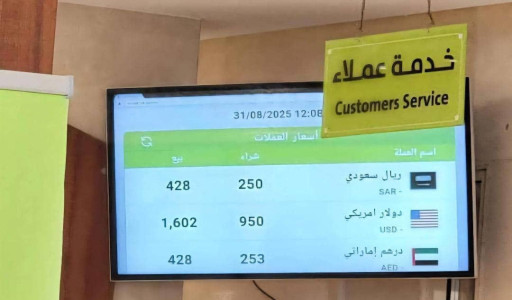 خدمة عملاء
Customers Service
31/08/2025 12:08
أسعار العملات
اسم العملة شراء بيع
ريال سعودي 250 428
SAR -
دولار امريكي 950 1,602
USD -
درهم إماراتي 253 428
AED -